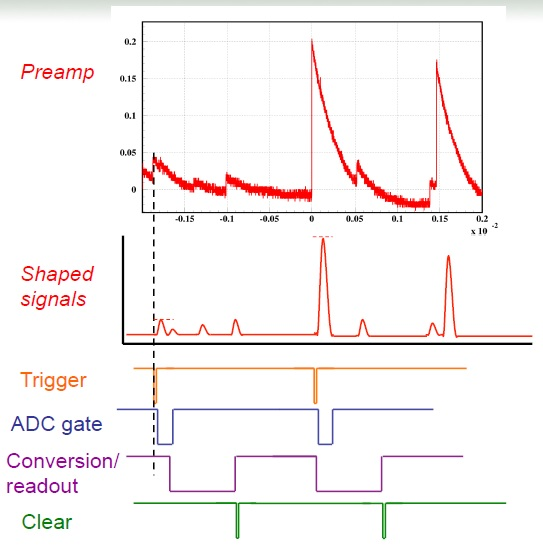 Preamp
0.2
0.15
0.1
0.05
0
-0.15 -0.1 -0.05 0 0.05 0.1 0.15 0.2
x 10 -2
Shaped
signals
Trigger
ADC gate
Conversion/
readout
Clear